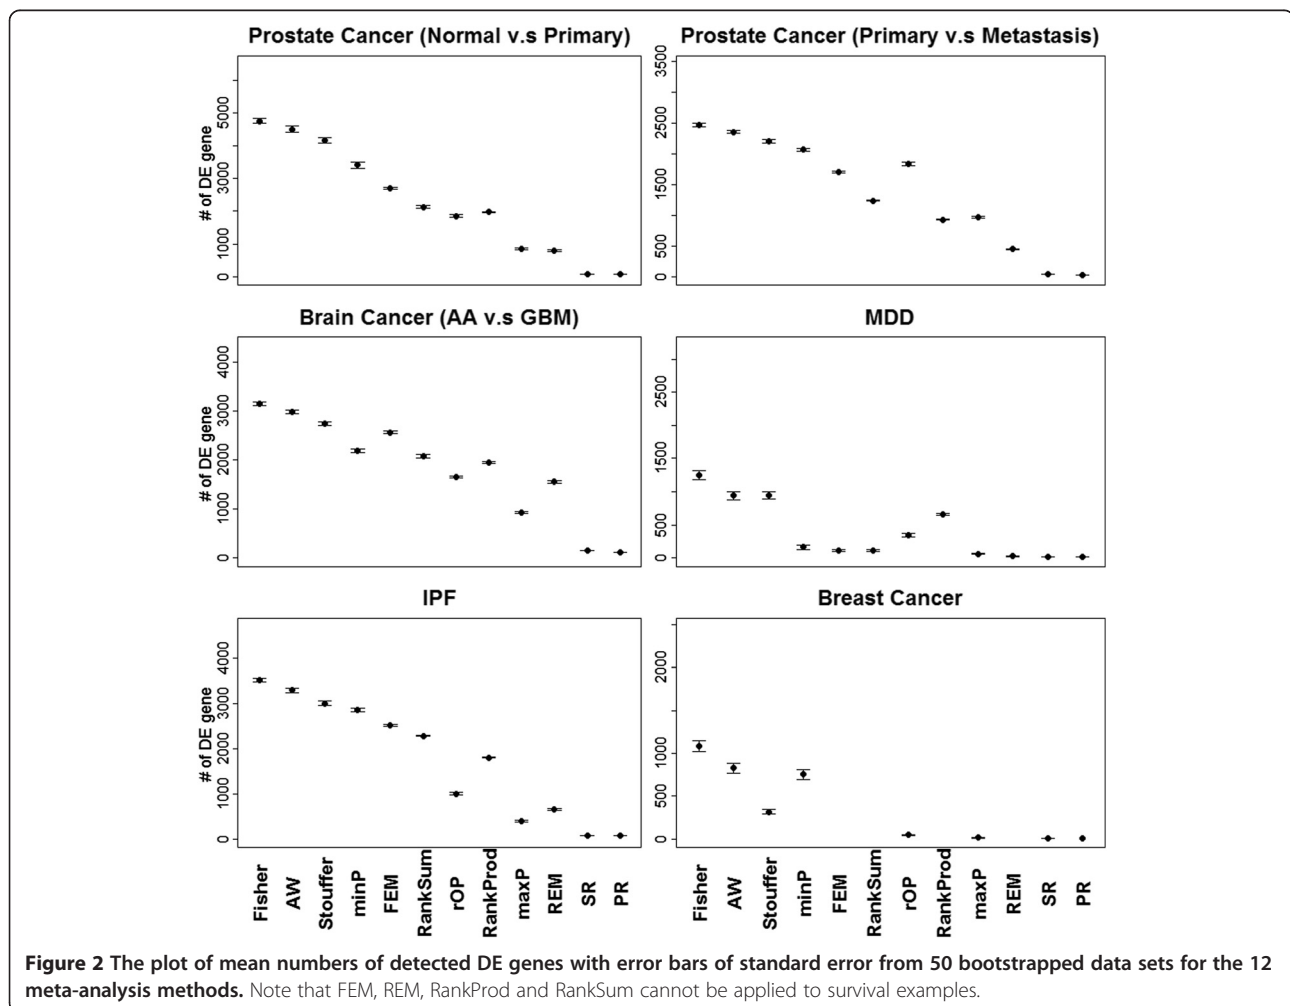 Prostate Cancer (Normal v.s Primary)
# of DE gene
0 1000 3000 5000
Prostate Cancer (Primary v.s Metastasis)
0 500 1500 2500 3500
Brain Cancer (AA v.s GBM)
# of DE gene
0 1000 2000 3000 4000
MDD
0 500 1500 2500
IPF
# of DE gene
0 1000 2000 3000 4000
Breast Cancer
0 500 1000 2000
Fisher AW Stouffer minP FEM RankSum rOP RankProd maxP REM SR PR
Fisher AW Stouffer minP FEM RankSum rOP RankProd maxP REM SR PR
Figure 2 The plot of mean numbers of detected DE genes with error bars of standard error from 50 bootstrapped data sets for the 12
meta-analysis methods. Note that FEM, REM, RankProd and RankSum cannot be applied to survival examples.